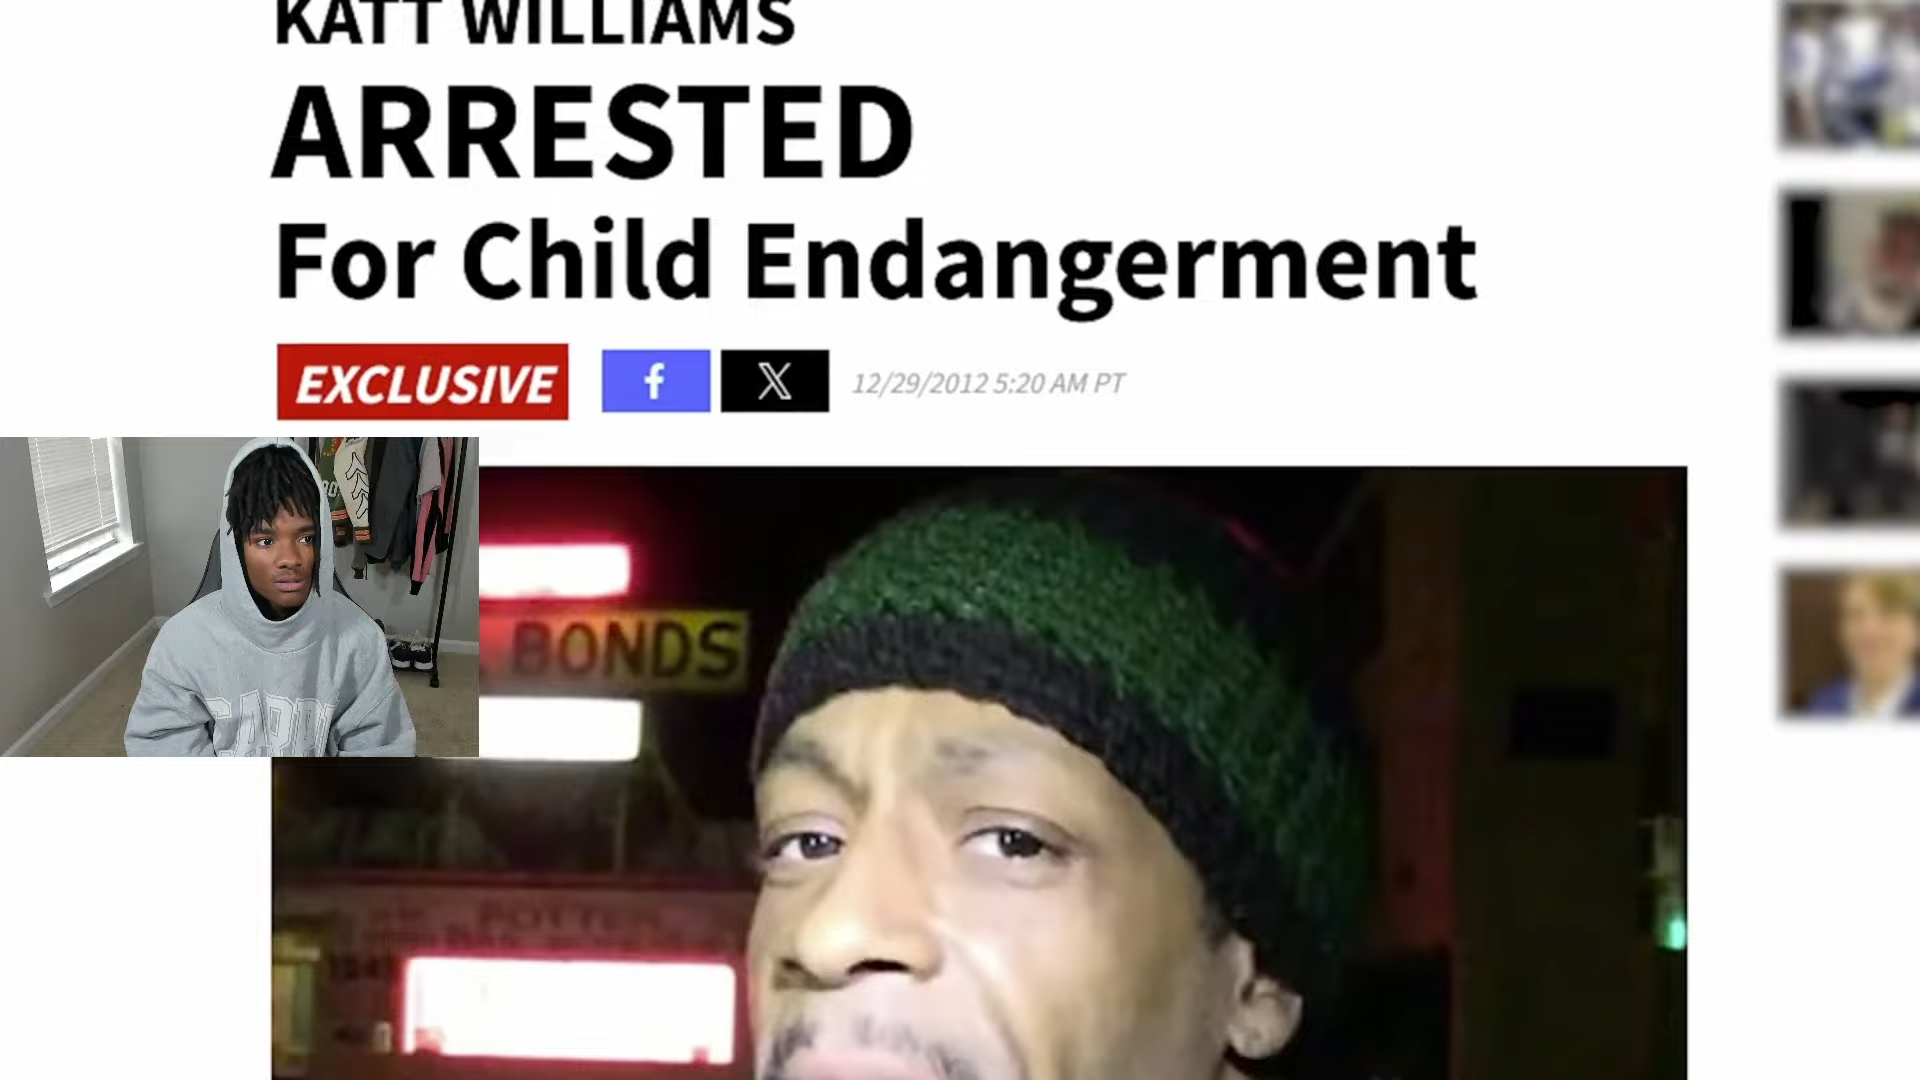 KATT WILLIAMS
ARRESTED
For Child Endangerment
EXCLUSIVE f X 12/29/2012 5:20 AM PT
BONDS